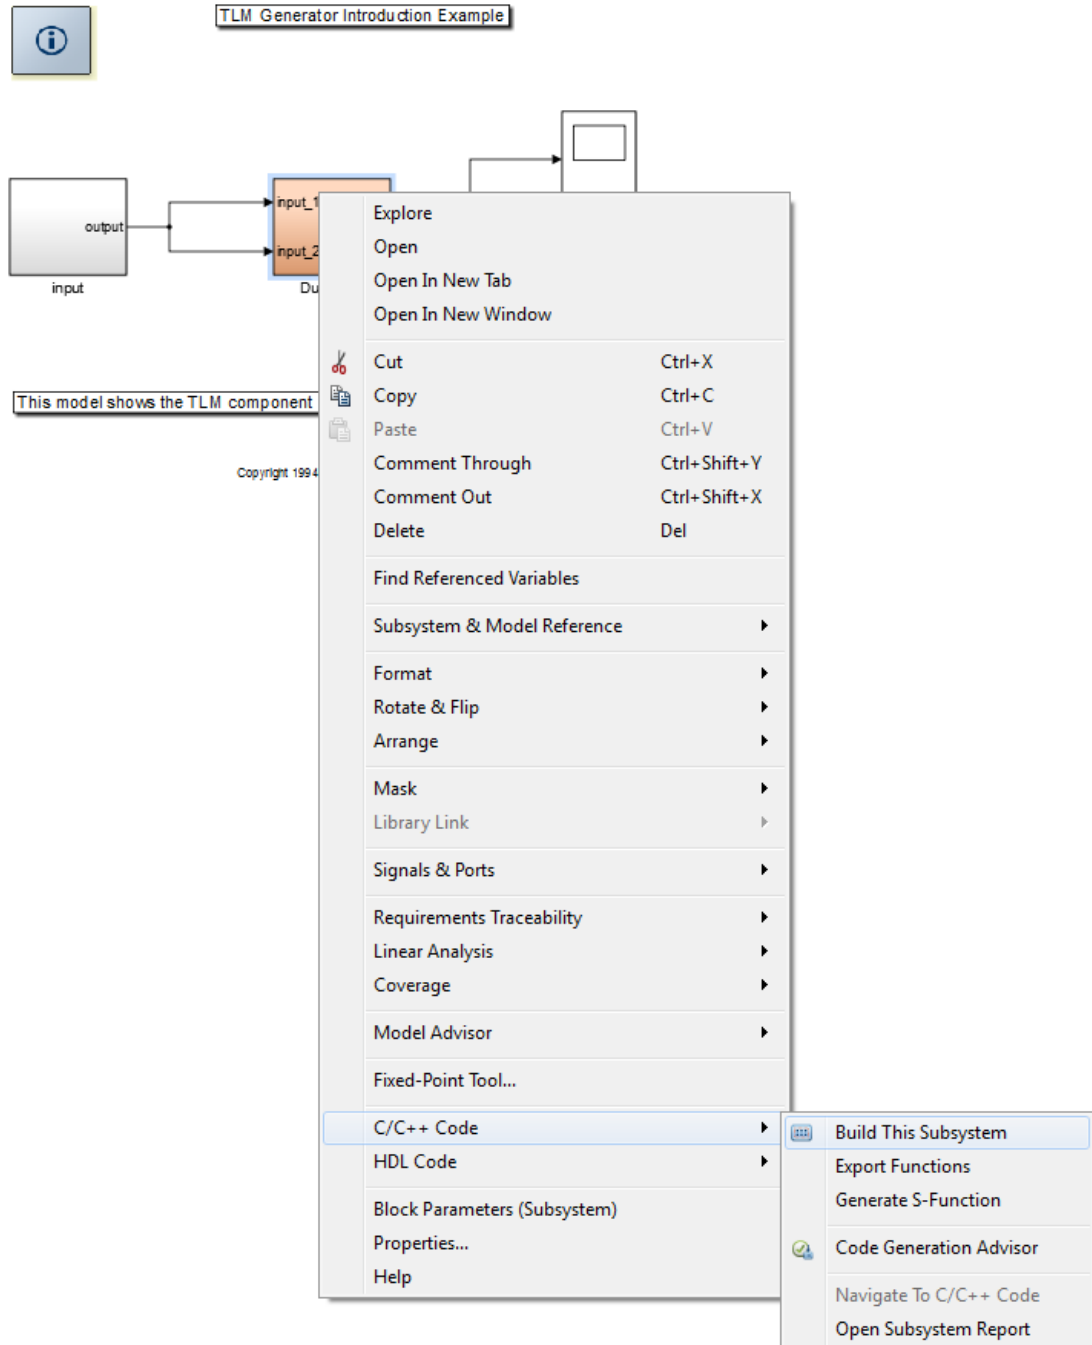 TLM Generator Introduction Example
output
input
input_1
input_2
Du
This model shows the TLM component
Copyright 1994
Explore
Open
Open In New Tab
Open In New Window
Cut Ctrl+X
Copy Ctrl+C
Paste Ctrl+V
Comment Through Ctrl+Shift+Y
Comment Out Ctrl+Shift+X
Delete Del
Find Referenced Variables
Subsystem & Model Reference
Format
Rotate & Flip
Arrange
Mask
Library Link
Signals & Ports
Requirements Traceability
Linear Analysis
Coverage
Model Advisor
Fixed-Point Tool...
C/C++ Code
HDL Code
Block Parameters (Subsystem)
Properties...
Help
Build This Subsystem
Export Functions
Generate S-Function
Code Generation Advisor
Navigate To C/C++ Code
Open Subsystem Report